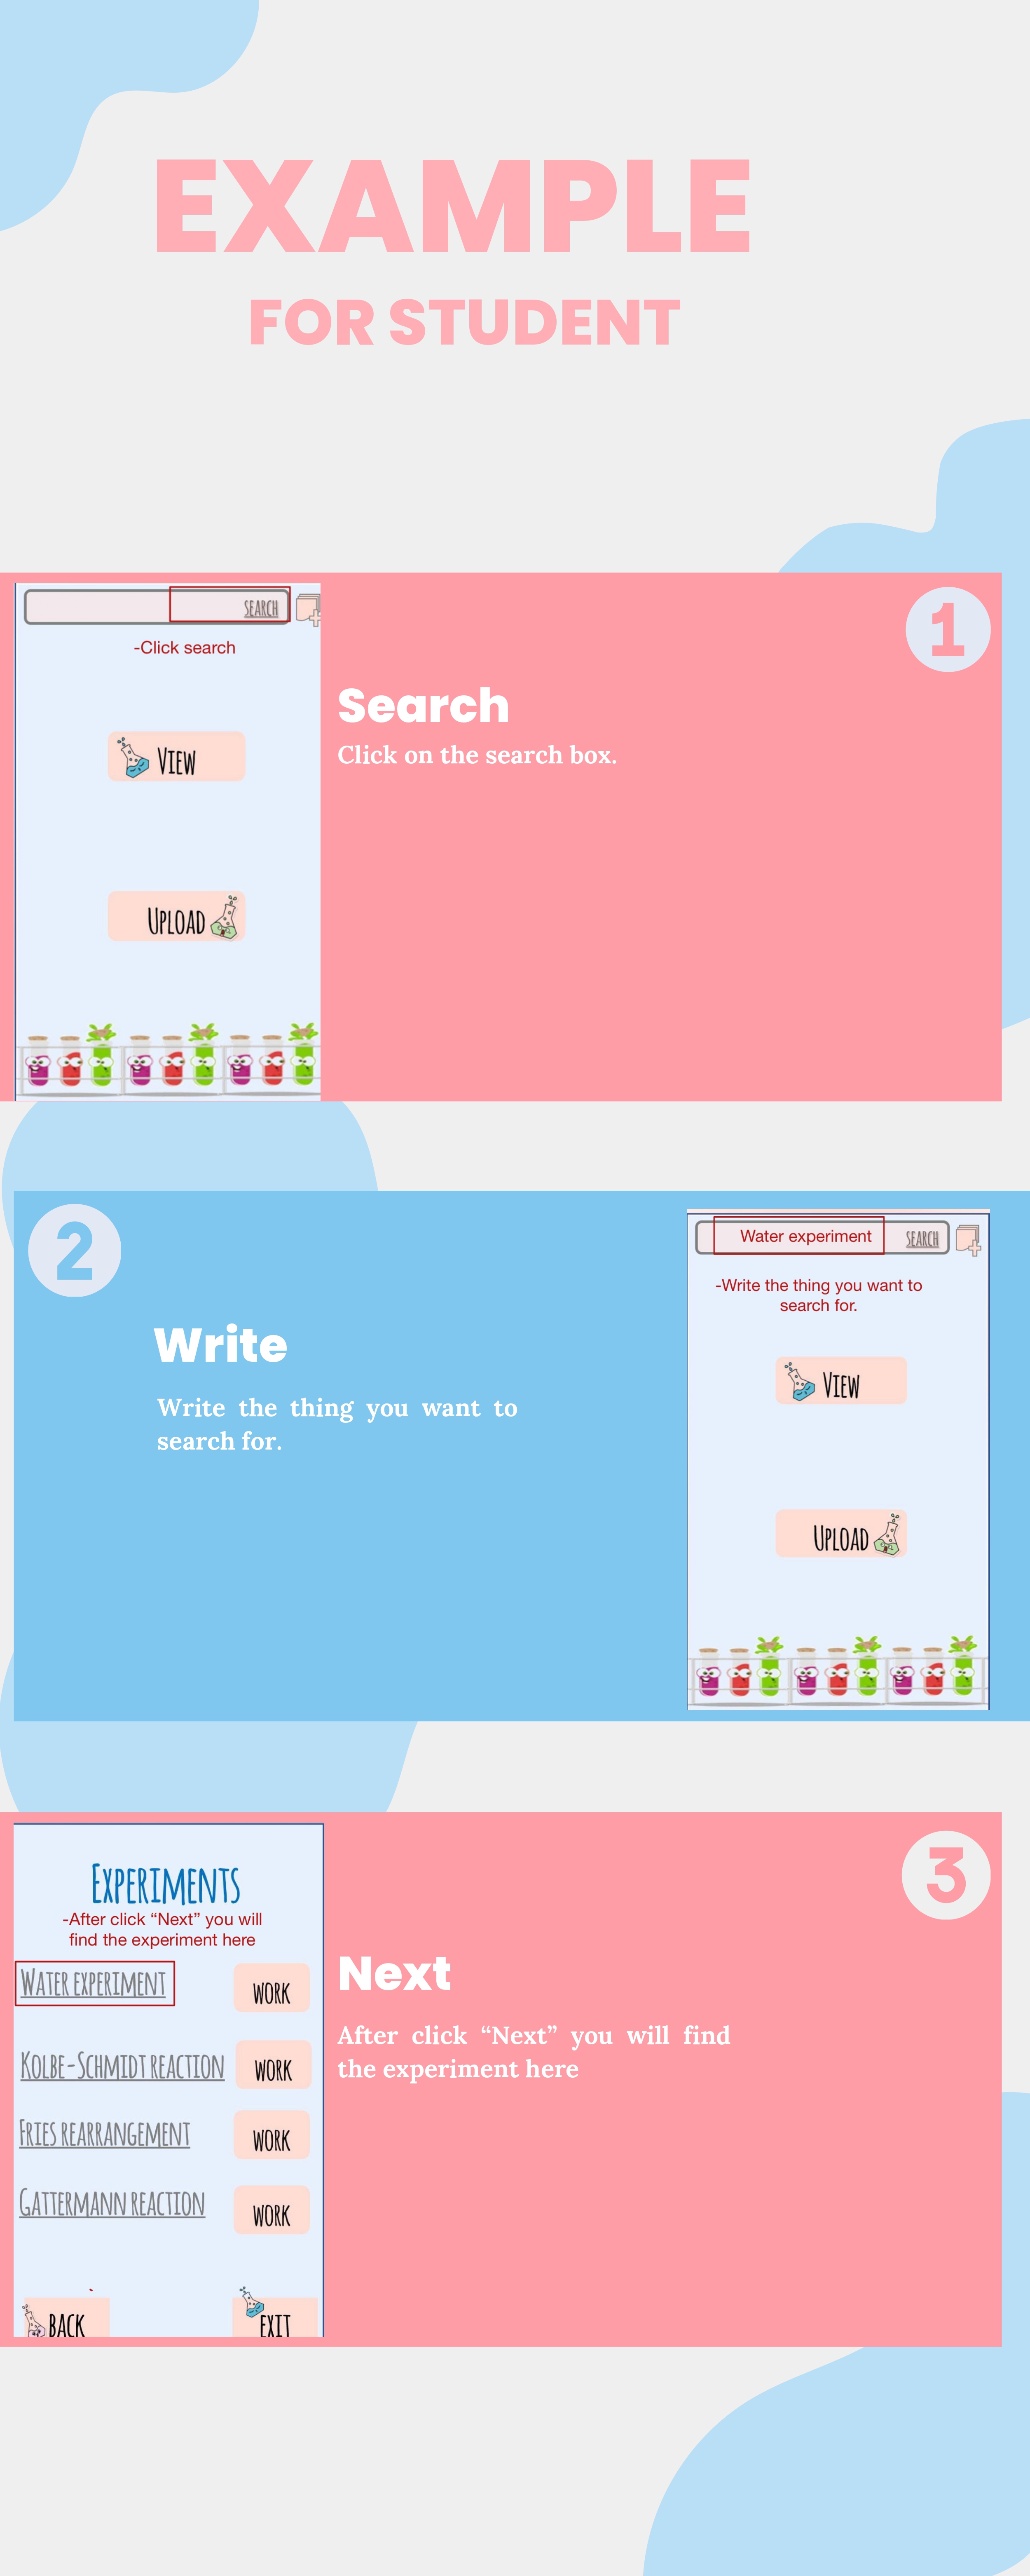 EXAMPLE
FOR STUDENT
1
SEARCH
-Click search
VIEW
UPLOAD
Search
Click on the search box.
2
Write
Write the thing you want to
search for.
Water experiment SEARCH
-Write the thing you want to
search for.
VIEW
UPLOAD
3
EXPERIMENTS
-After click “Next” you will
find the experiment here
WATER EXPERIMENT WORK
KOLBE-SCHMIDT REACTION WORK
FRIES REARRANGEMENT WORK
GATTERMANN REACTION WORK
BACK EXIT
Next
After click “Next” you will find
the experiment here